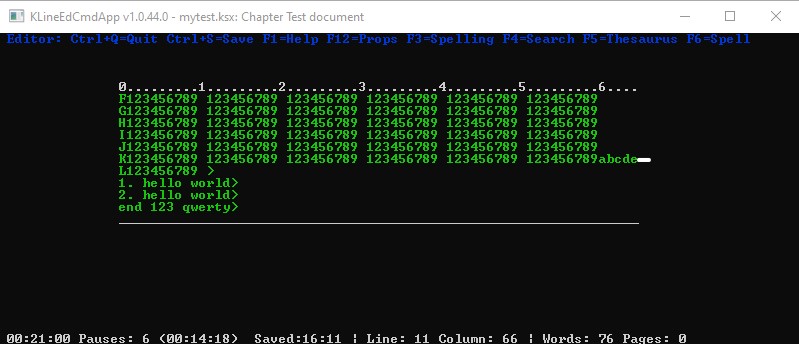 KLineEdCmdApp v1.0.44.0 - mytest.ksx: Chapter Test document
Editor: Ctrl+Q=Quit Ctrl+S=Save F1=Help F12=Props F3=Spelling F4=Search F5=Thesaurus F6=Spell
0.........1.........2.........3.........4.........5.........6....
F123456789 123456789 123456789 123456789 123456789 123456789
G123456789 123456789 123456789 123456789 123456789 123456789
H123456789 123456789 123456789 123456789 123456789 123456789
I123456789 123456789 123456789 123456789 123456789 123456789
J123456789 123456789 123456789 123456789 123456789 123456789
K123456789 123456789 123456789 123456789 123456789 123456789abcde
L123456789 >
1. hello world>
2. hello world>
end 123 qwerty>
00:21:00 Pauses: 6 (00:14:18)  Saved:16:11 | Line: 11 Column: 66 | Words: 76 Pages: 0